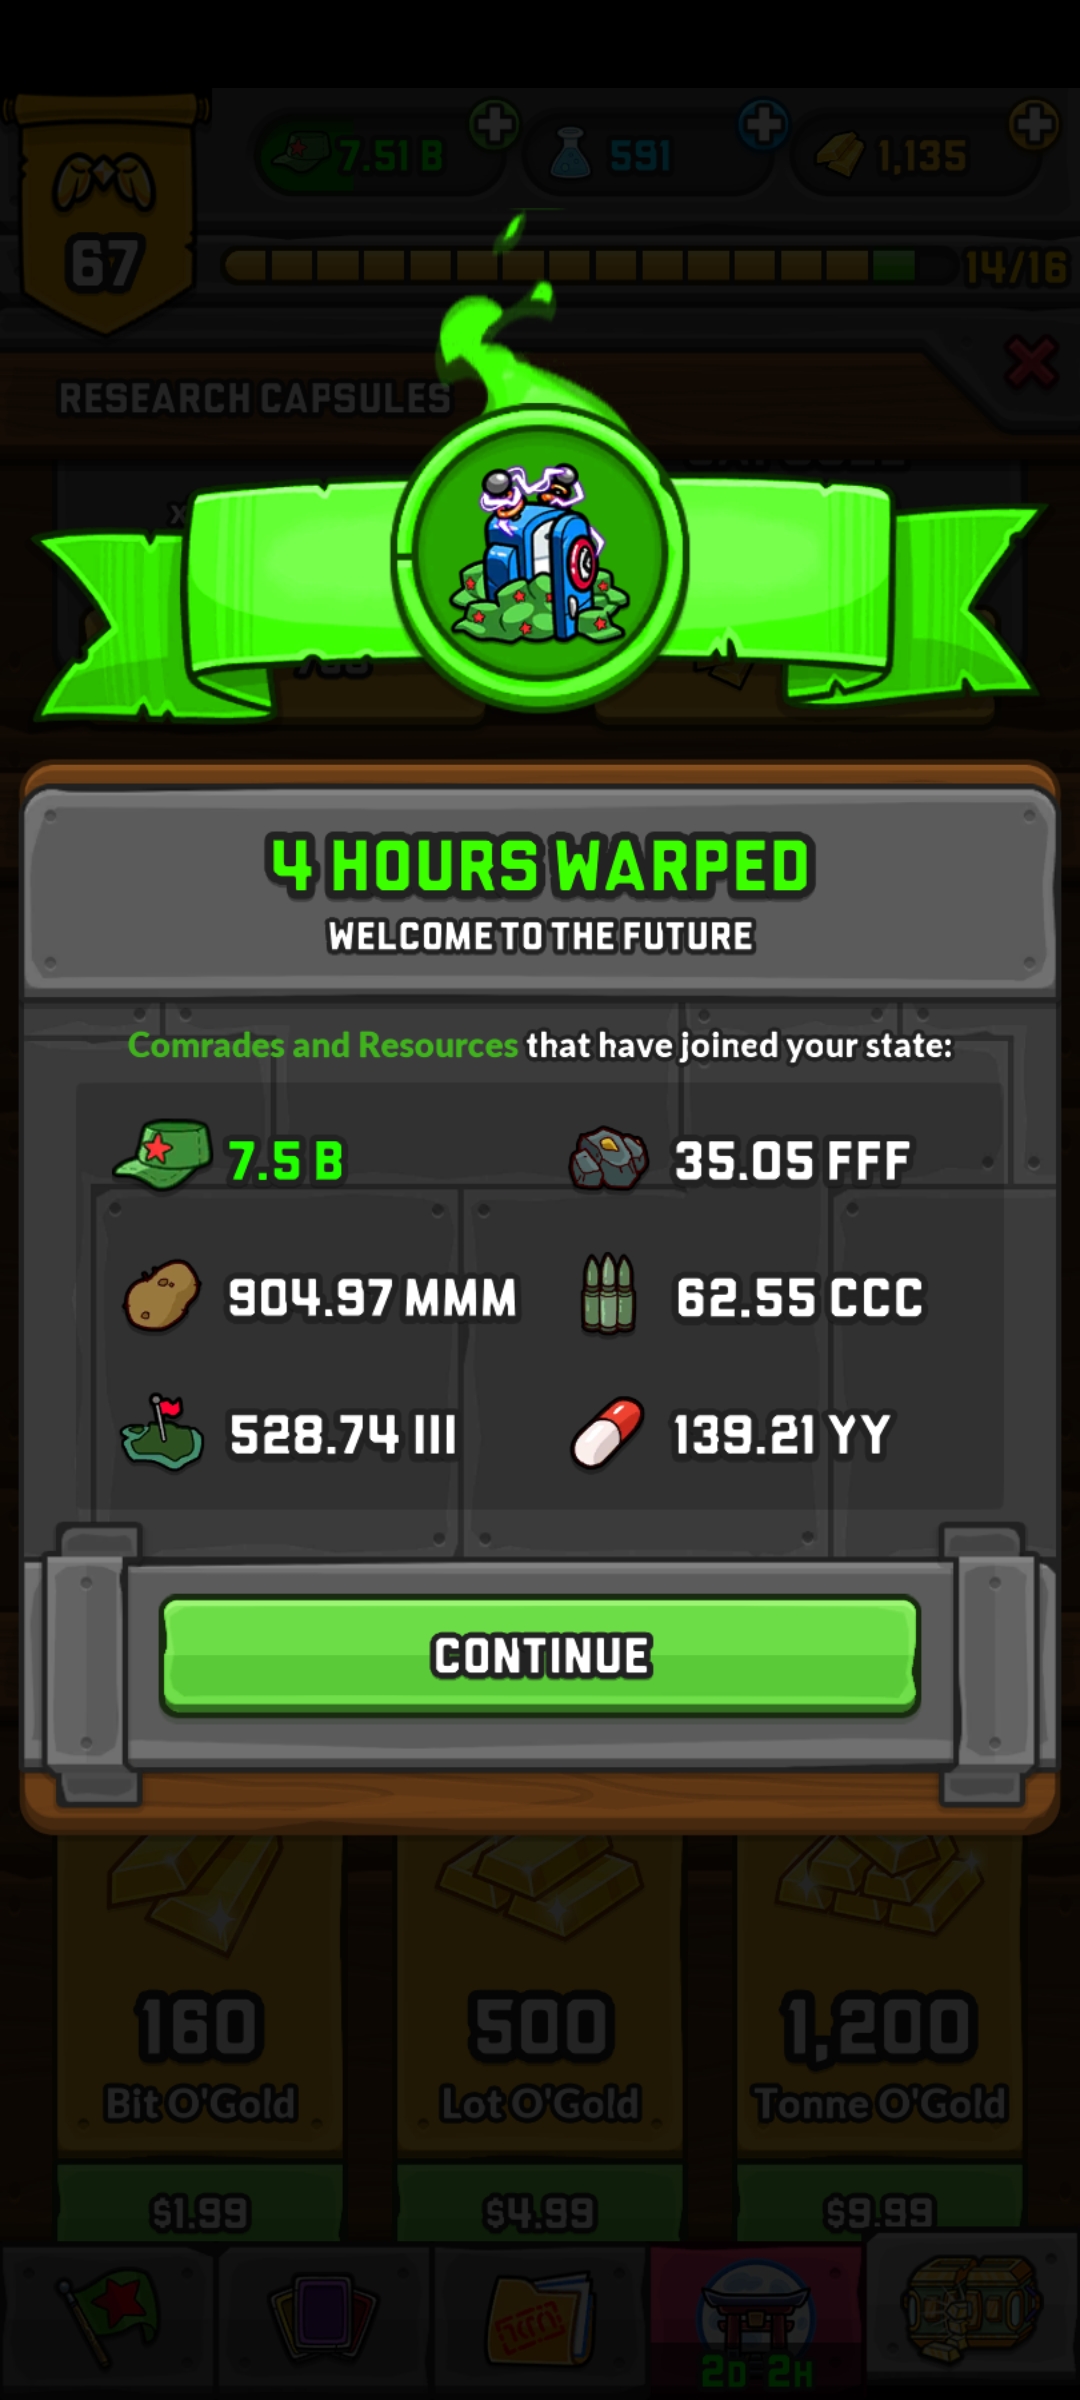 7.51 B
591
1,135
67
14/16
RESEARCH CAPSULES
4 HOURS WARPED
WELCOME TO THE FUTURE
Comrades and Resources that have joined your state:
7.5 B
35.05 FFF
904.97 MMM
62.55 CCC
528.74 III
139.21 YY
CONTINUE
160
500
1,200
Bit O'Gold
Lot O'Gold
Tonne O'Gold
$1.99
$4.99
$9.99
2D 2H